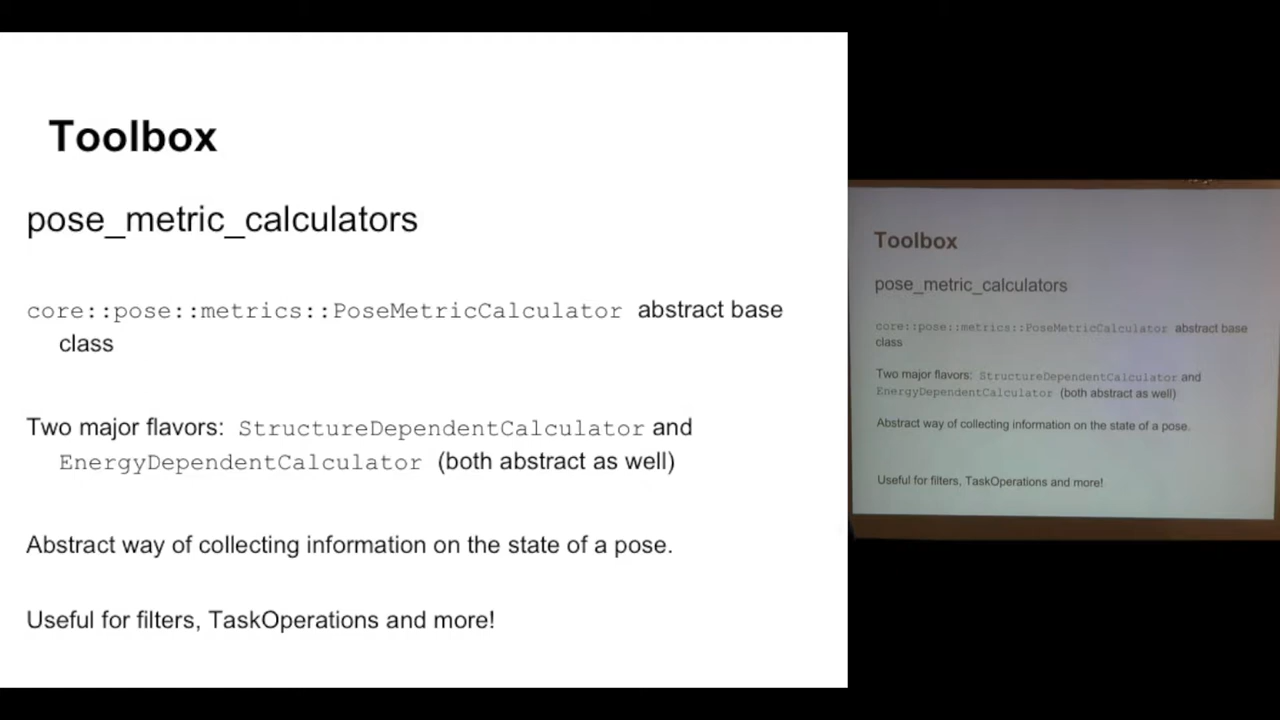 Toolbox
pose_metric_calculators
core::pose::metrics::PoseMetricCalculator abstract base
class
Two major flavors: StructureDependentCalculator and
EnergyDependentCalculator (both abstract as well)
Abstract way of collecting information on the state of a pose.
Useful for filters, TaskOperations and more!
Toolbox
pose_metric_calculators
core::pose::metrics::PoseMetricCalculator abstract base
class
Two major flavors: StructureDependentCalculator and
EnergyDependentCalculator (both abstract as well)
Abstract way of collecting information on the state of a pose.
Useful for filters, TaskOperations and more!